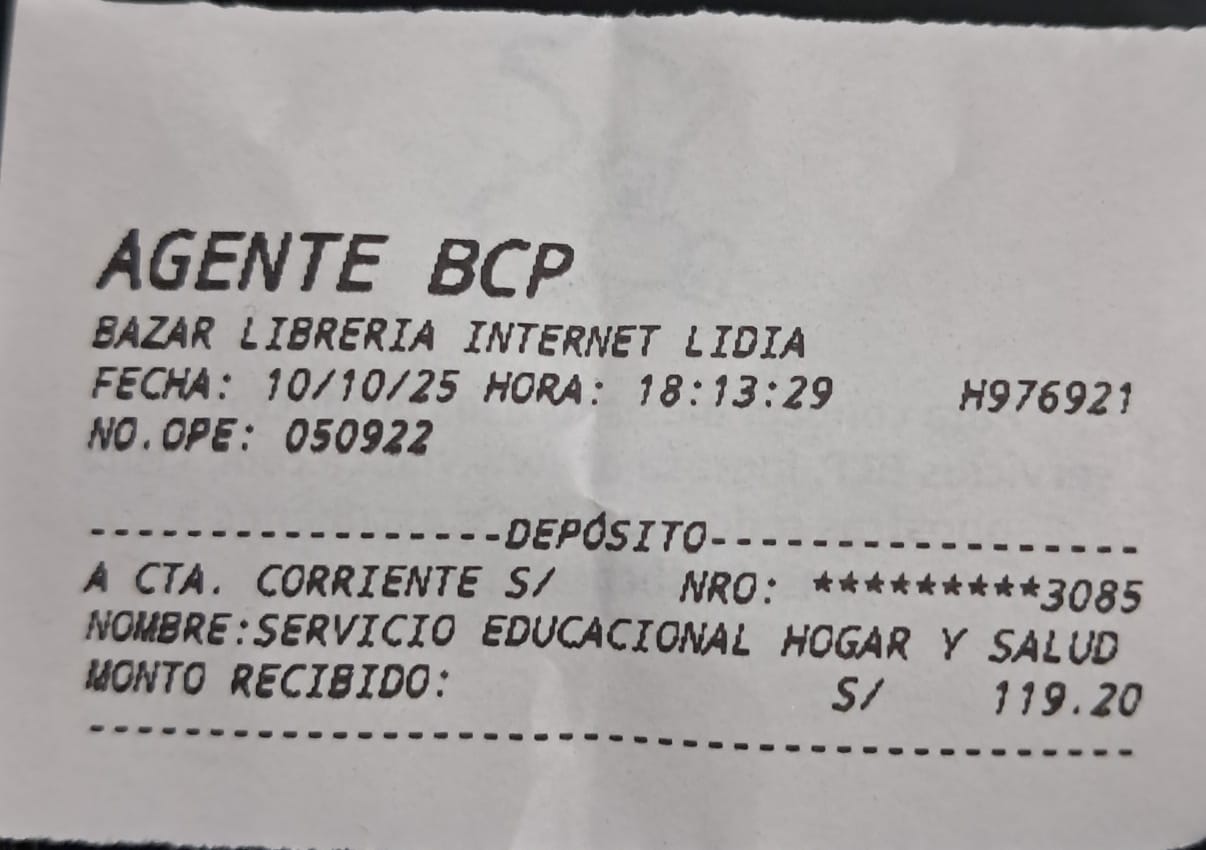 AGENTE BCP
BAZAR LIBRERIA INTERNET LIDIA
FECHA: 10/10/25 HORA: 18:13:29 H976921
NO.OPE: 050922
-----------------DEPÓSITO------------------
A CTA. CORRIENTE S/ NRO: *********3085
NOMBRE:SERVICIO EDUCACIONAL HOGAR Y SALUD
MONTO RECIBIDO: S/ 119.20
-------------------------------------------